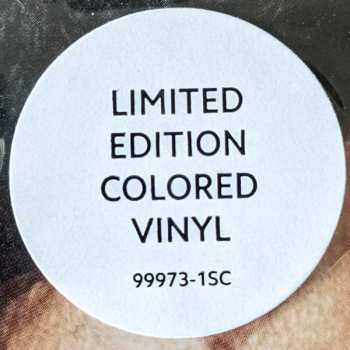 LIMITED
EDITION
COLORED
VINYL
99973-1SC